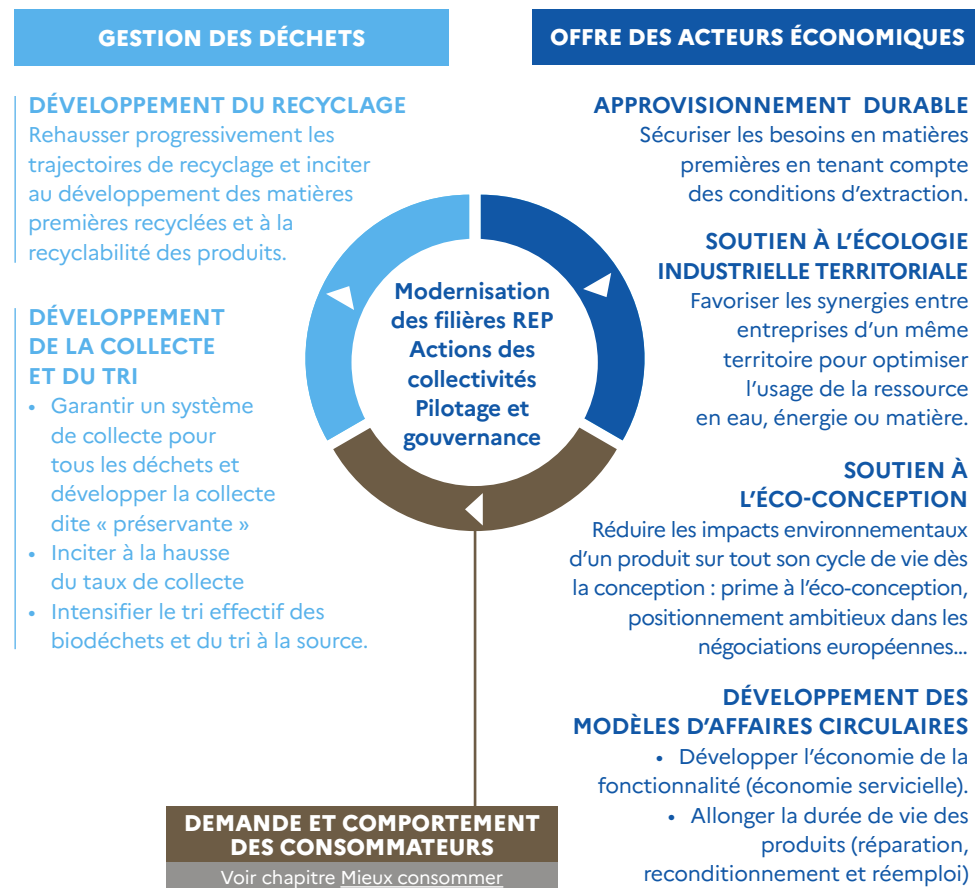 GESTION DES DÉCHETS
DÉVELOPPEMENT DU RECYCLAGE
Rehausser progressivement les
trajectoires de recyclage et inciter
au développement des matières
premières recyclées et à la
recyclabilité des produits.
DÉVELOPPEMENT
DE LA COLLECTE
ET DU TRI
• Garantir un système
de collecte pour
tous les déchets et
développer la collecte
dite « préservante »
• Inciter à la hausse
du taux de collecte
• Intensifier le tri effectif des
biodéchets et du tri à la source.
Modernisation
des filières REP
Actions des
collectivités
Pilotage et
gouvernance
OFFRE DES ACTEURS ÉCONOMIQUES
APPROVISIONNEMENT DURABLE
Sécuriser les besoins en matières
premières en tenant compte
des conditions d’extraction.
SOUTIEN À L’ÉCOLOGIE
INDUSTRIELLE TERRITORIALE
Favoriser les synergies entre
entreprises d’un même
territoire pour optimiser
l’usage de la ressource
en eau, énergie ou matière.
SOUTIEN À
L’ÉCO-CONCEPTION
Réduire les impacts environnementaux
d’un produit sur tout son cycle de vie dès
la conception : prime à l’éco-conception,
positionnement ambitieux dans les
négociations européennes…
DÉVELOPPEMENT DES
MODÈLES D’AFFAIRES CIRCULAIRES
• Développer l’économie de la
fonctionnalité (économie servicielle).
• Allonger la durée de vie des
produits (réparation,
reconditionnement et réemploi)
DEMANDE ET COMPORTEMENT
DES CONSOMMATEURS
Voir chapitre Mieux consommer